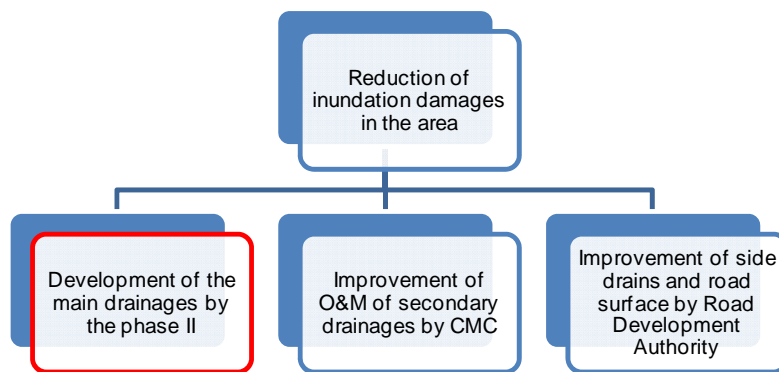 Reduction of
inundation damages
in the area
Development of the
main drainages by
the phase II
Improvement of
O&M of secondary
drainages by CMC
Improvement of side
drains and road
surface by Road
Development
Authority